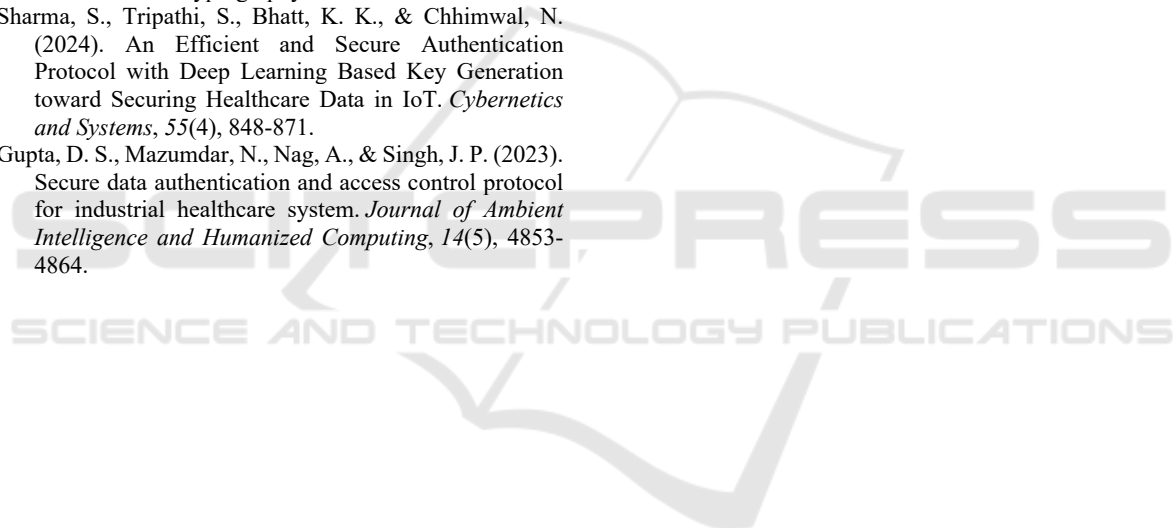 Sharma, S., Tripathi, S., Bhatt, K. K., & Chhimwal, N.
(2024). An Efficient and Secure Authentication
Protocol with Deep Learning Based Key Generation
toward Securing Healthcare Data in IoT. Cybernetics
and Systems, 55(4), 848-871.
Gupta, D. S., Mazumdar, N., Nag, A., & Singh, J. P. (2023).
Secure data authentication and access control protocol
for industrial healthcare system. Journal of Ambient
Intelligence and Humanized Computing, 14(5), 4853-
4864.
SCITEPRESS
SCIENCE AND TECHNOLOGY PUBLICATIONS